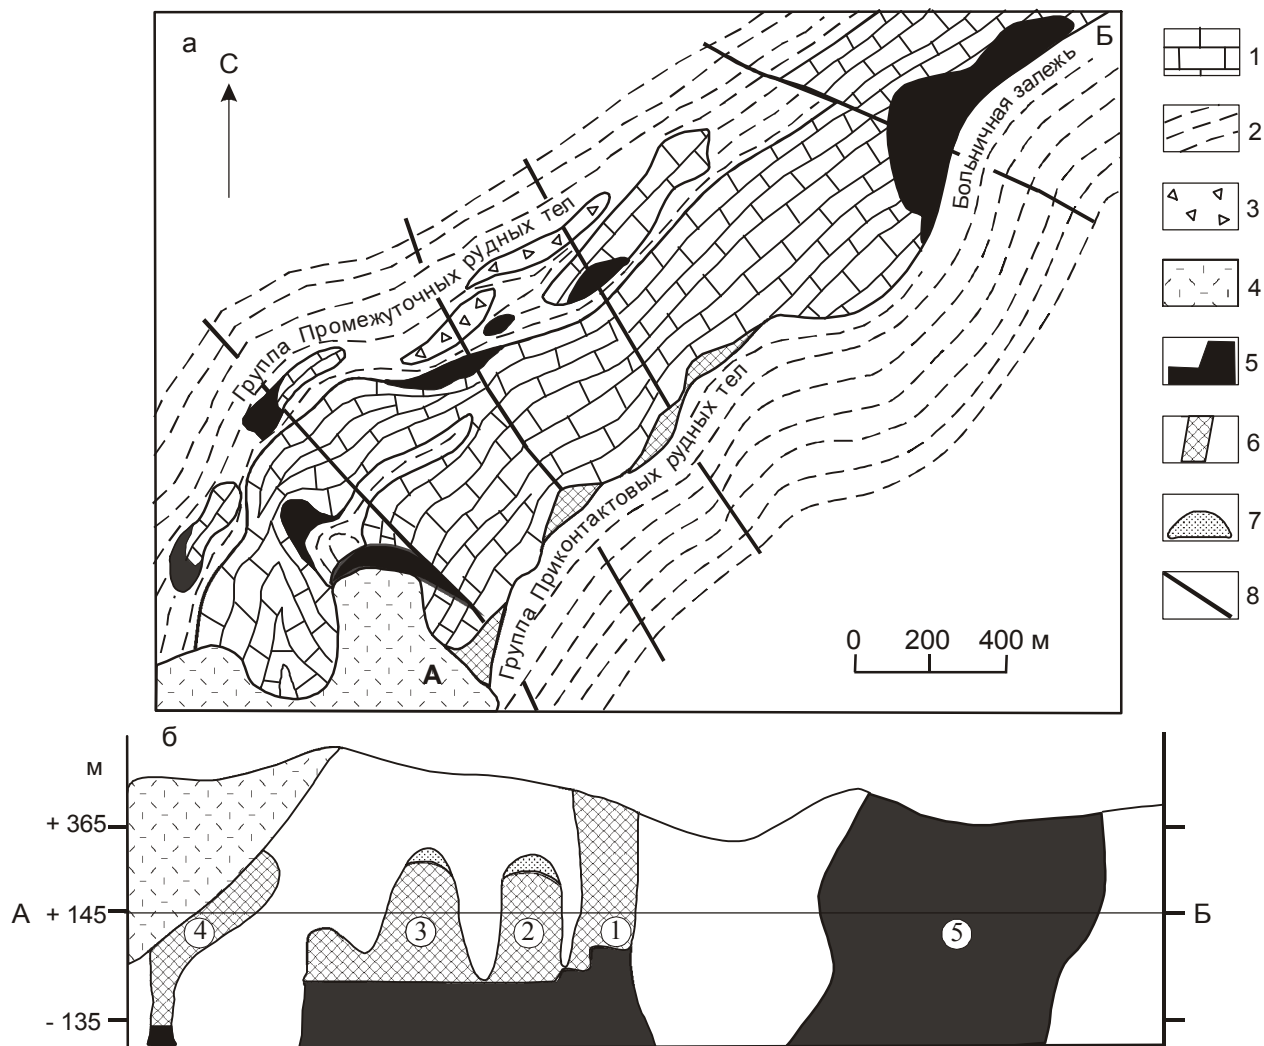 а
С
Б
Больничная залежь
Группа Промежуточных рудных тел
Группа Приконтактовых рудных тел
А
0 200 400 м
1
2
3
4
5
6
7
8
б
м
+ 365
А + 145 Б
- 135
4
3
2
1
5